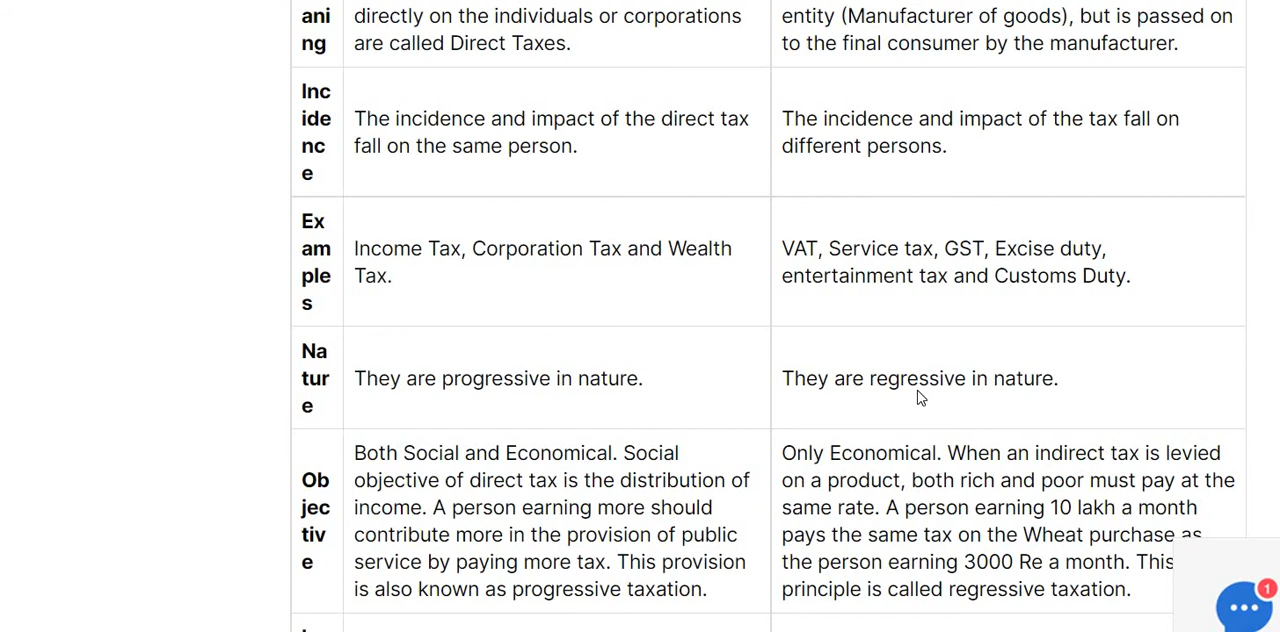 ani
ng
directly on the individuals or corporations
are called Direct Taxes.
entity (Manufacturer of goods), but is passed on
to the final consumer by the manufacturer.
Inc
ide
nc
e
The incidence and impact of the direct tax
fall on the same person.
The incidence and impact of the tax fall on
different persons.
Ex
am
ple
s
Income Tax, Corporation Tax and Wealth
Tax.
VAT, Service tax, GST, Excise duty,
entertainment tax and Customs Duty.
Na
tur
e
They are progressive in nature.
They are regressive in nature.
Ob
jec
tiv
e
Both Social and Economical. Social
objective of direct tax is the distribution of
income. A person earning more should
contribute more in the provision of public
service by paying more tax. This provision
is also known as progressive taxation.
Only Economical. When an indirect tax is levied
on a product, both rich and poor must pay at the
same rate. A person earning 10 lakh a month
pays the same tax on the Wheat purchase as
the person earning 3000 Re a month. This
principle is called regressive taxation.
1